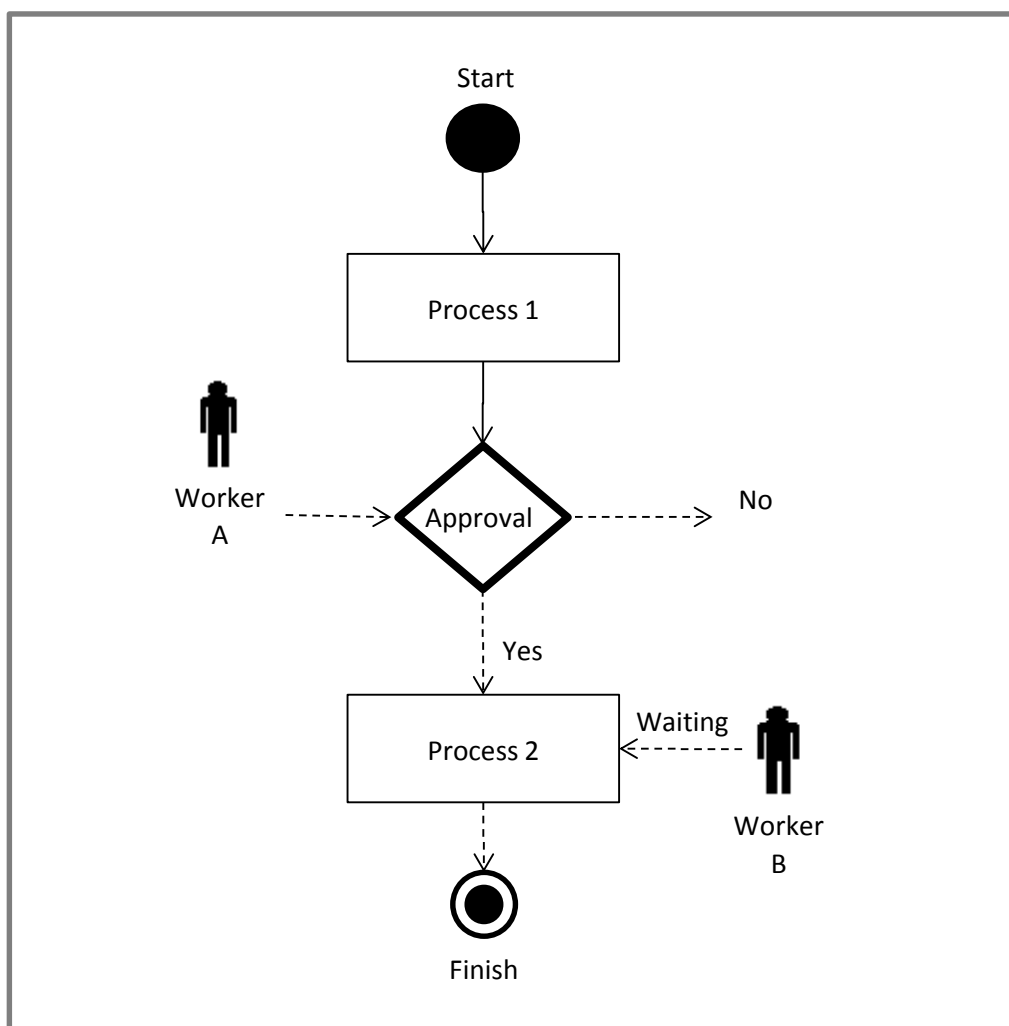 Start
Process 1
Worker
A
Approval
No
Yes
Process 2
Waiting
Worker
B
Finish